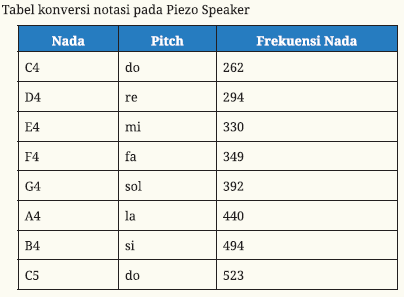 Tabel konversi notasi pada Piezo Speaker
Nada Pitch Frekuensi Nada
C4 do 262
D4 re 294
E4 mi 330
F4 fa 349
G4 sol 392
A4 la 440
B4 si 494
C5 do 523